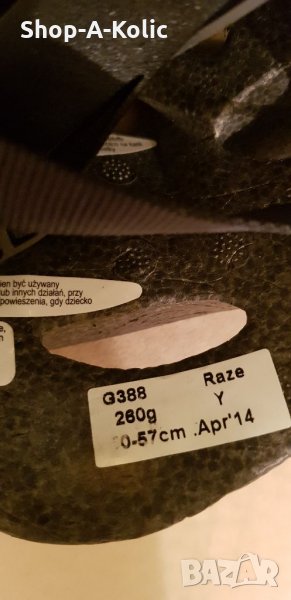 Shop-A-Kolic
ien być używany
lub innych działań, przy
powieszenia, gdy dziecko
G388 Raze
260g Y
0-57cm .Apr'14
BAZAR